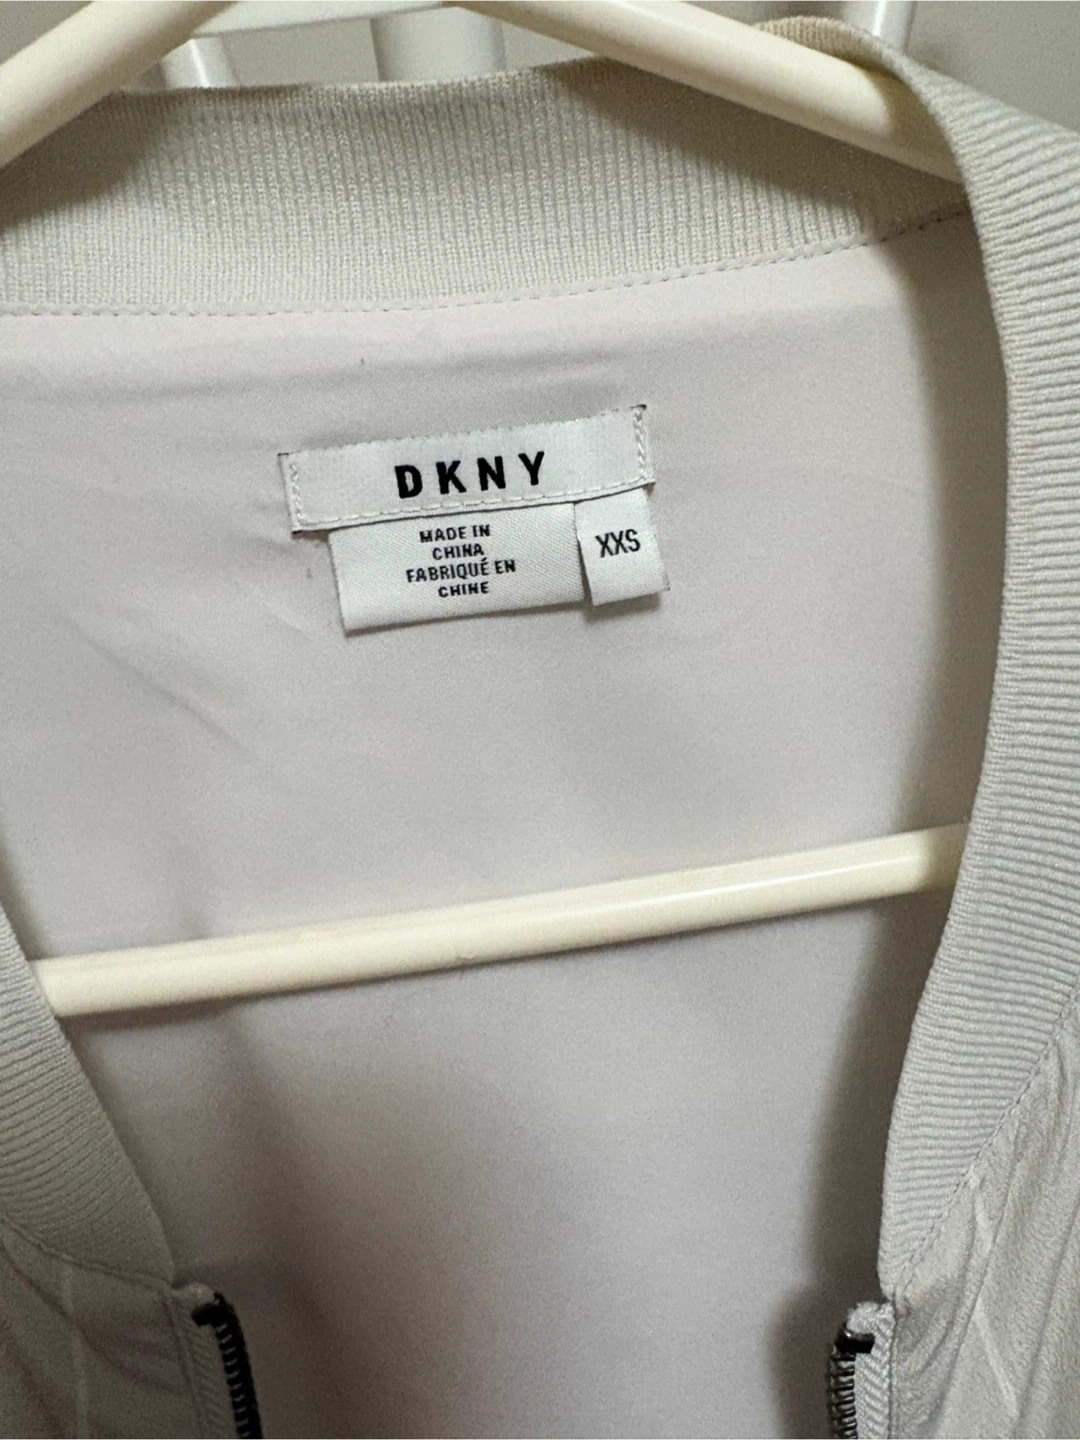 DKNY
MADE IN
CHINA
FABRIQUÉ EN
CHINE
XXS